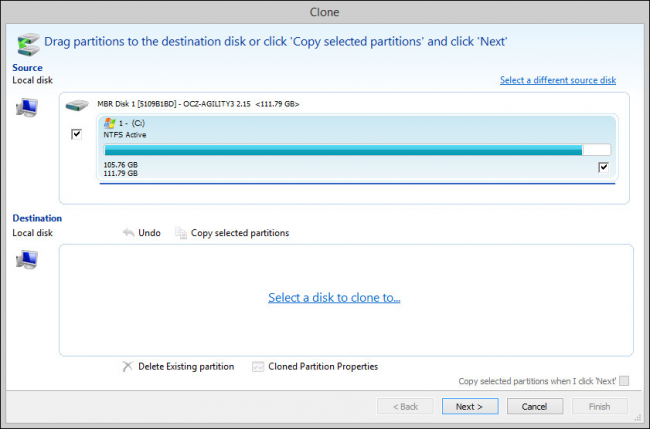 Clone
Drag partitions to the destination disk or click 'Copy selected partitions' and click 'Next'
Source
Local disk
Select a different source disk
MBR Disk 1 [5109B1BD] - OCZ-AGILITY3 2.15 <111.79 GB>
1 - (C:)
NTFS Active
105.76 GB
111.79 GB
Destination
Local disk
Undo
Copy selected partitions
Select a disk to clone to...
Delete Existing partition
Cloned Partition Properties
Copy selected partitions when I click 'Next'
< Back
Next >
Cancel
Finish